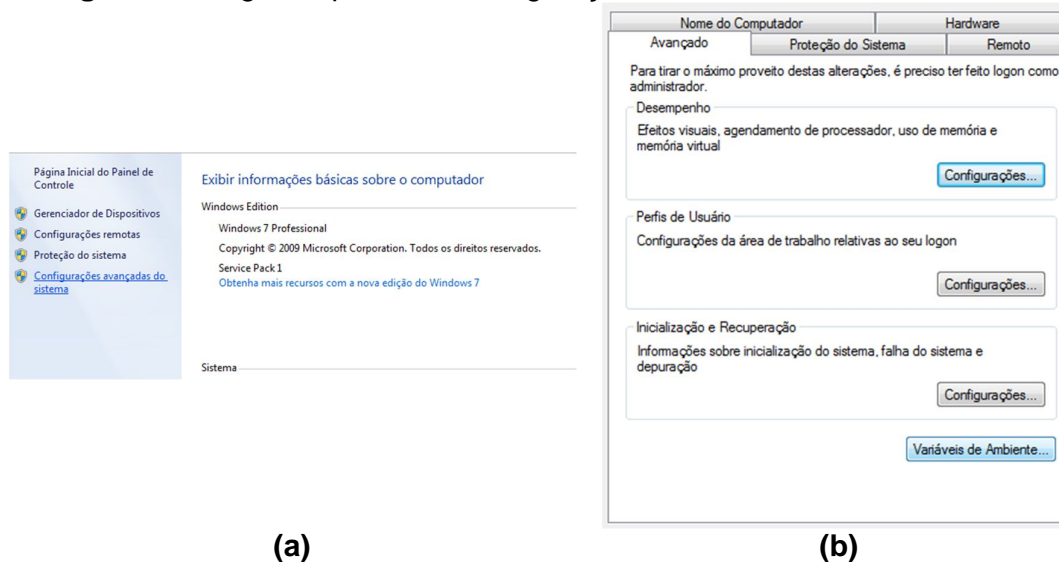 Página Inicial do Painel de
Controle
Gerenciador de Dispositivos
Configurações remotas
Proteção do sistema
Configurações avançadas do
sistema
Exibir informações básicas sobre o computador
Windows Edition
Windows 7 Professional
Copyright © 2009 Microsoft Corporation. Todos os direitos reservados.
Service Pack 1
Obtenha mais recursos com a nova edição do Windows 7
Sistema
(a)
Nome do Computador
Hardware
Avançado
Proteção do Sistema
Remoto
Para tirar o máximo proveito destas alterações, é preciso ter feito logon como
administrador.
Desempenho
Efeitos visuais, agendamento de processador, uso de memória e
memória virtual
Configurações...
Perfis de Usuário
Configurações da área de trabalho relativas ao seu logon
Configurações...
Inicialização e Recuperação
Informações sobre inicialização do sistema, falha do sistema e
depuração
Configurações...
Variáveis de Ambiente...
(b)